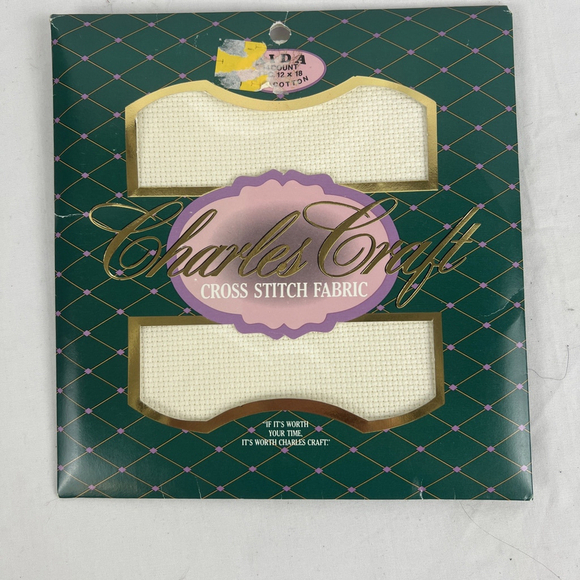 IDA
COUNT
12 X 18
COTTON
Charles Craft
CROSS STITCH FABRIC
"IF IT'S WORTH
YOUR TIME,
IT'S WORTH CHARLES CRAFT."